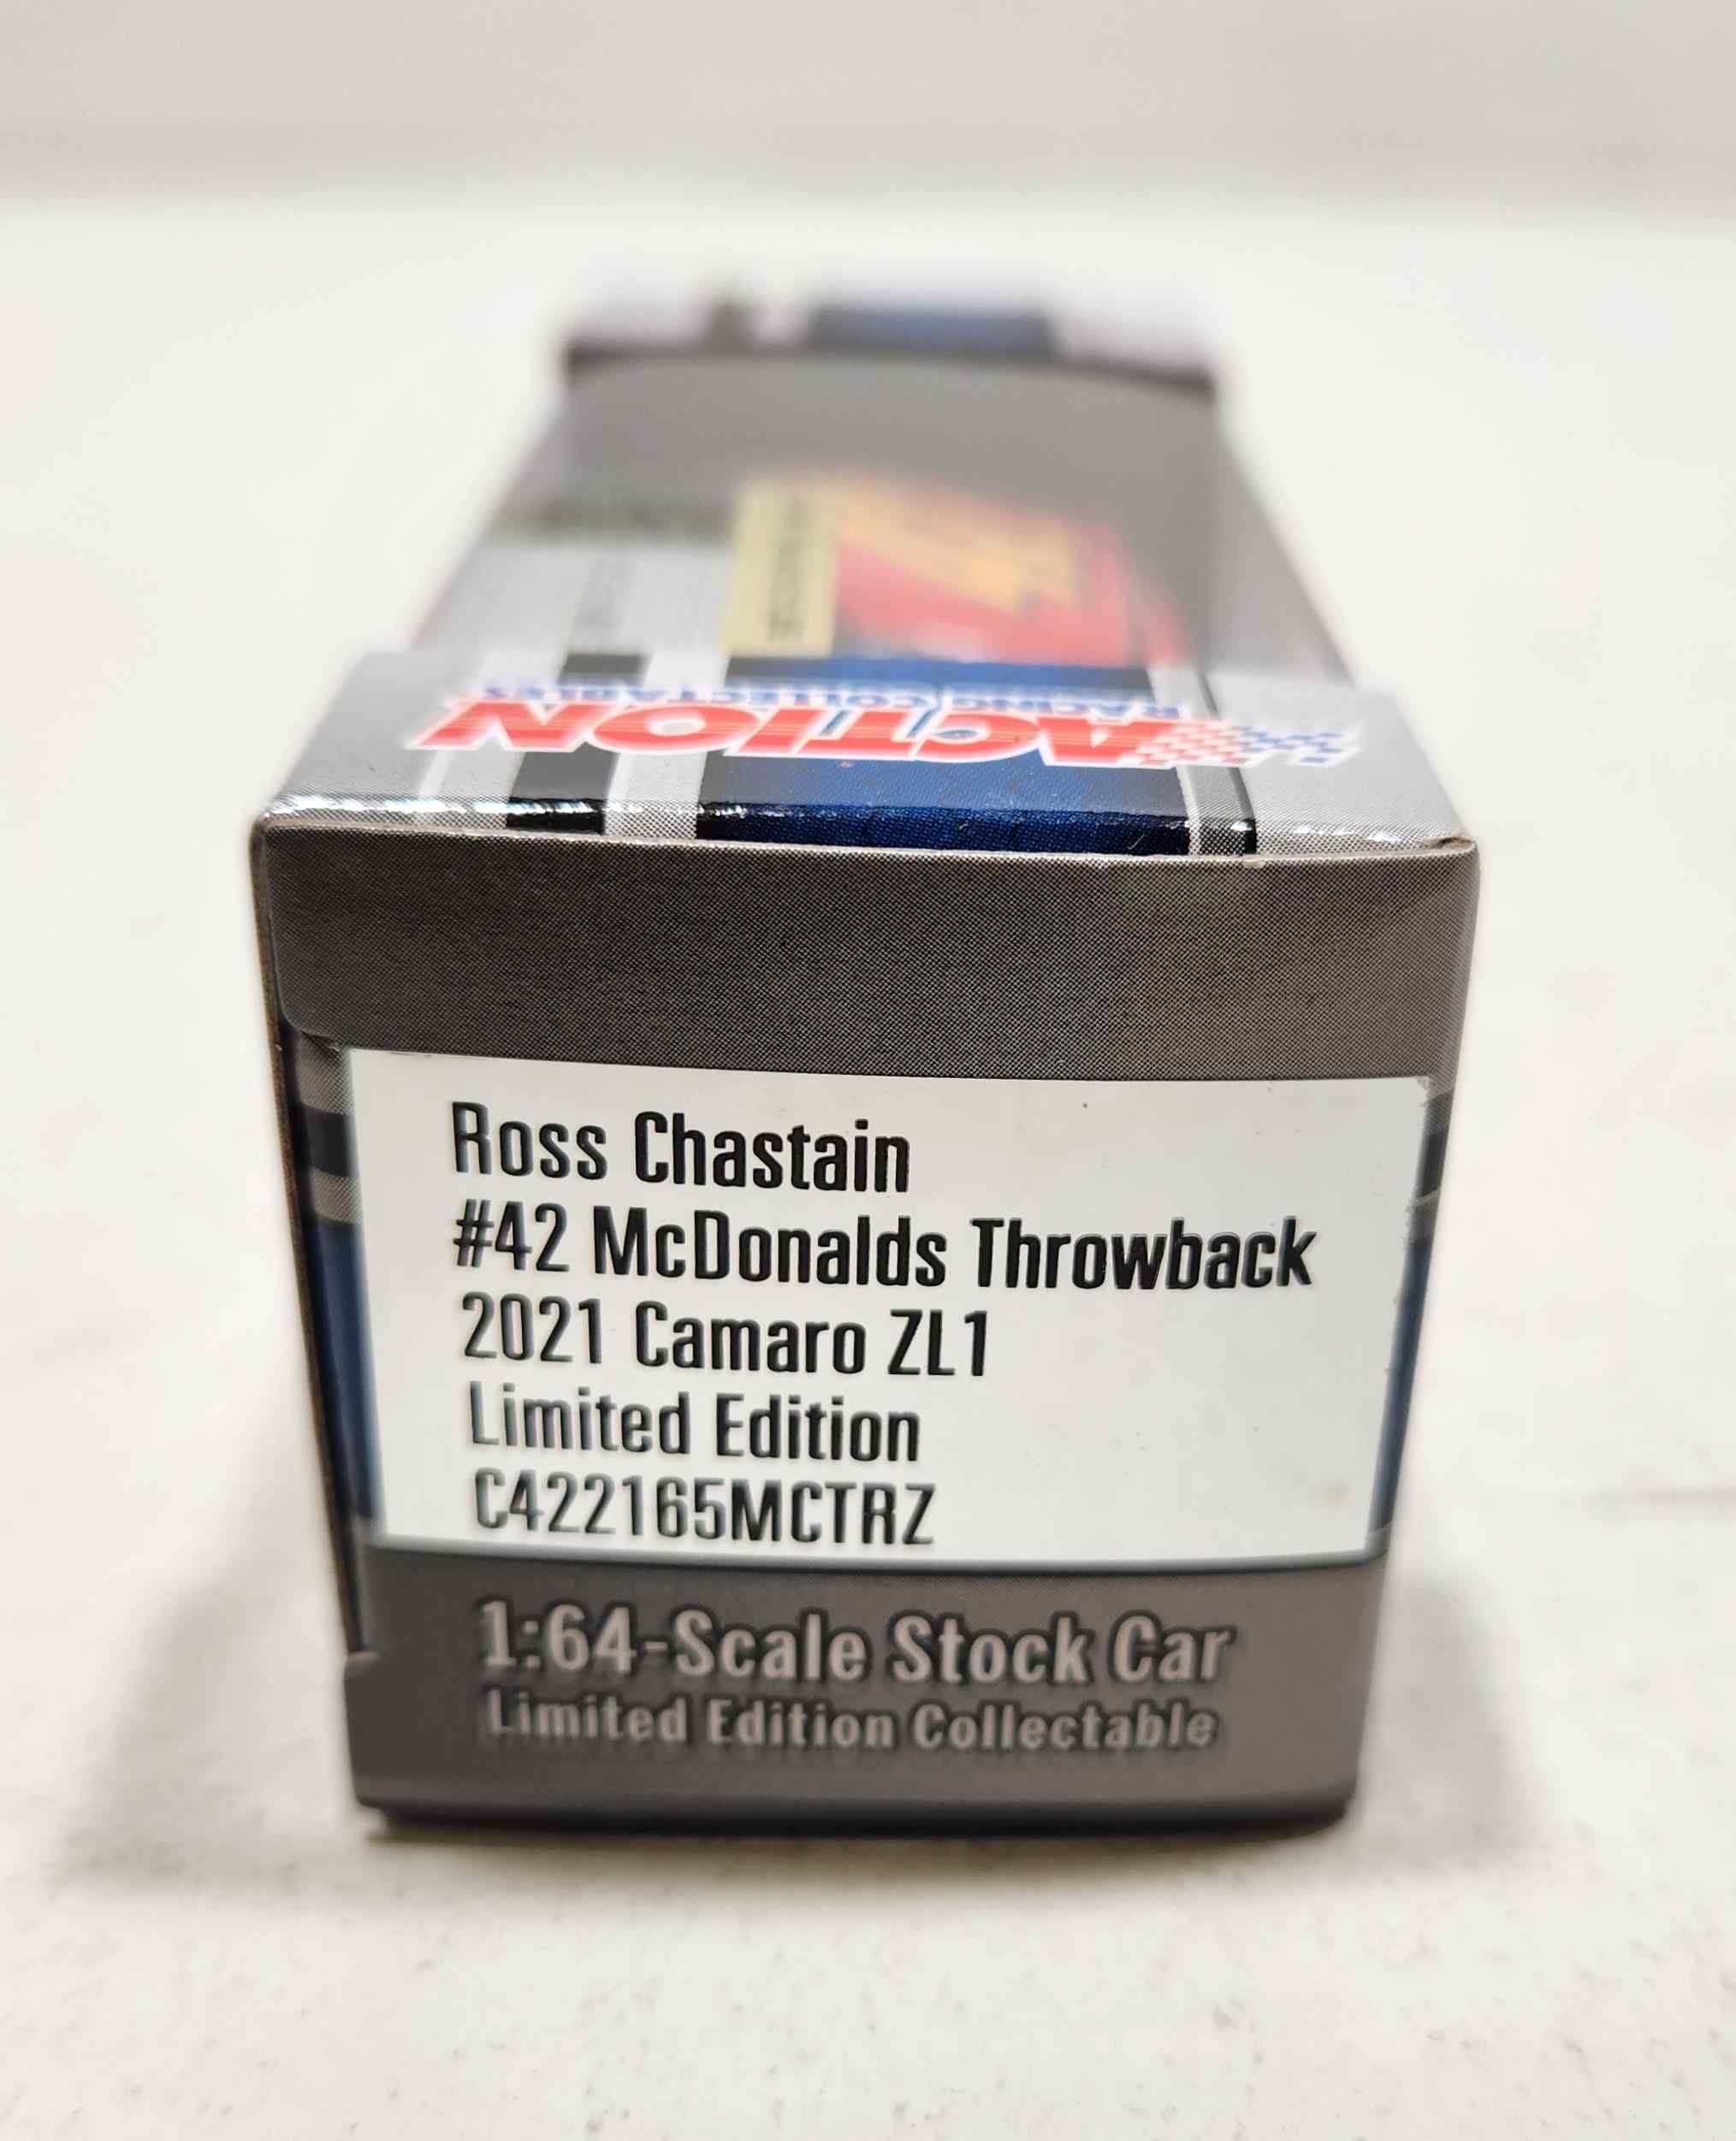 ACTION
RACING COLLECTABLES
Ross Chastain
#42 McDonalds Throwback
2021 Camaro ZL1
Limited Edition
C422165MCTRZ
1:64-Scale Stock Car
Limited Edition Collectable